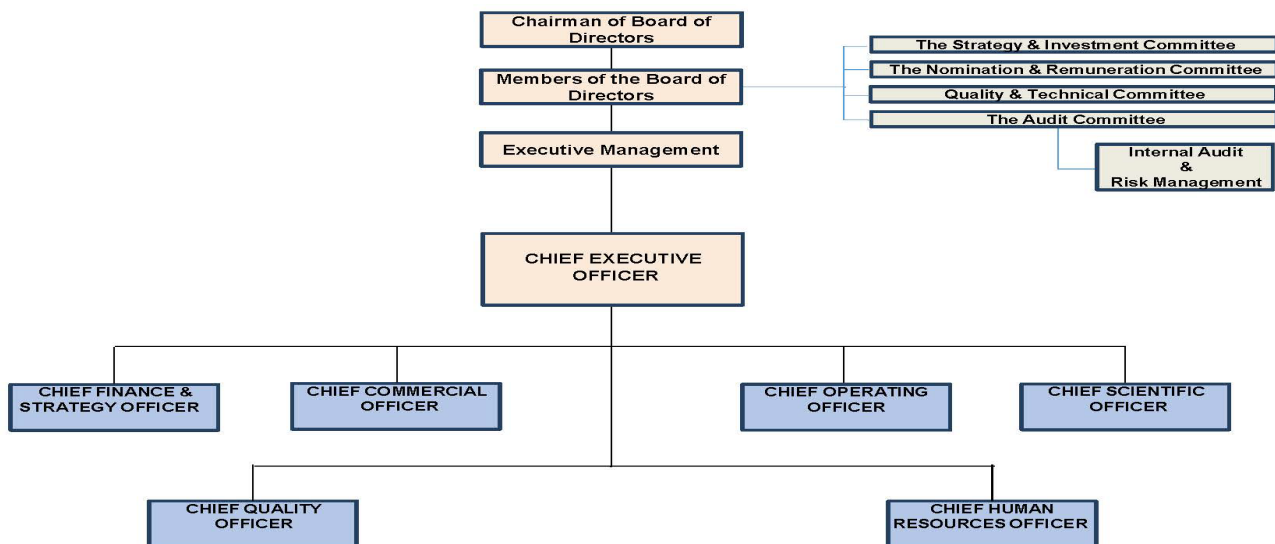 Chairman of Board of
Directors
Members of the Board of
Directors
Executive Management
The Strategy & Investment Committee
The Nomination & Remuneration Committee
Quality & Technical Committee
The Audit Committee
Internal Audit
&
Risk Management
CHIEF EXECUTIVE
OFFICER
CHIEF FINANCE &
STRATEGY OFFICER
CHIEF COMMERCIAL
OFFICER
CHIEF OPERATING
OFFICER
CHIEF SCIENTIFIC
OFFICER
CHIEF QUALITY
OFFICER
CHIEF HUMAN
RESOURCES OFFICER